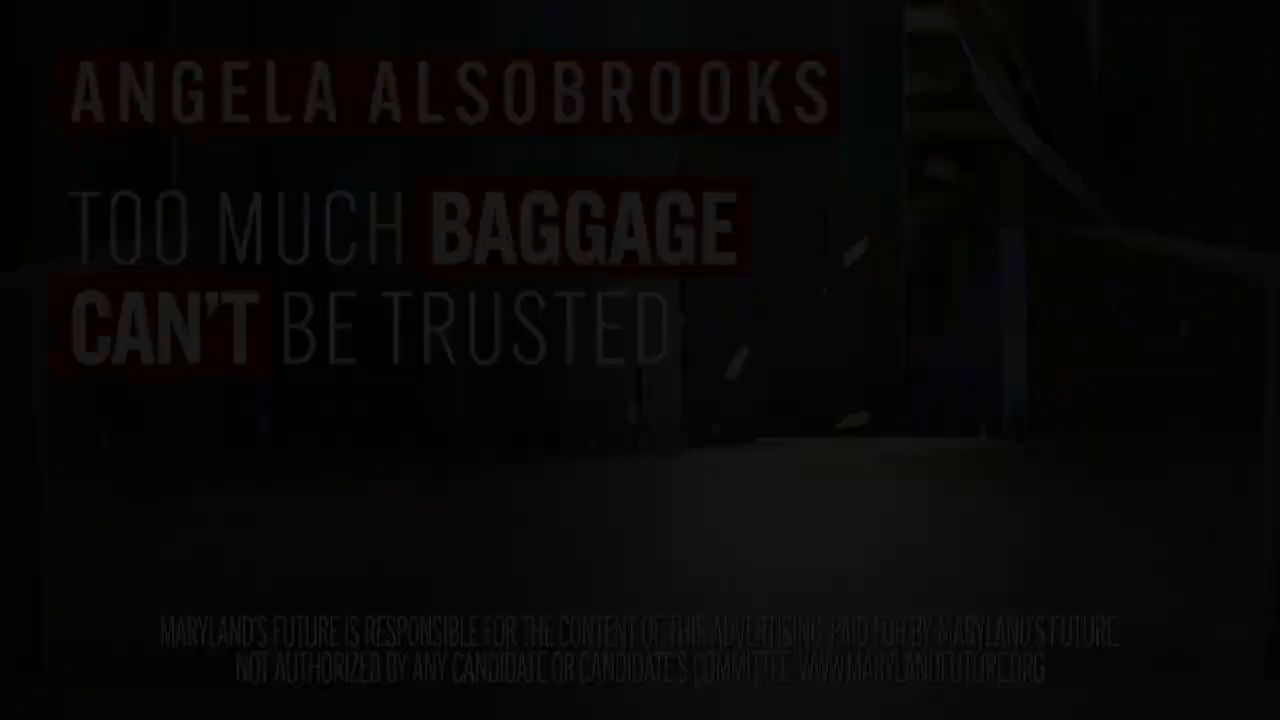 ANGELA ALSOBROOKS
TOO MUCH BAGGAGE
CAN'T BE TRUSTED
MARYLAND'S FUTURE IS RESPONSIBLE FOR THE CONTENT OF THIS ADVERTISING. PAID FOR BY MARYLAND'S FUTURE.
NOT AUTHORIZED BY ANY CANDIDATE OR CANDIDATE'S COMMITTEE. WWW.MARYLANDFUTURE.ORG